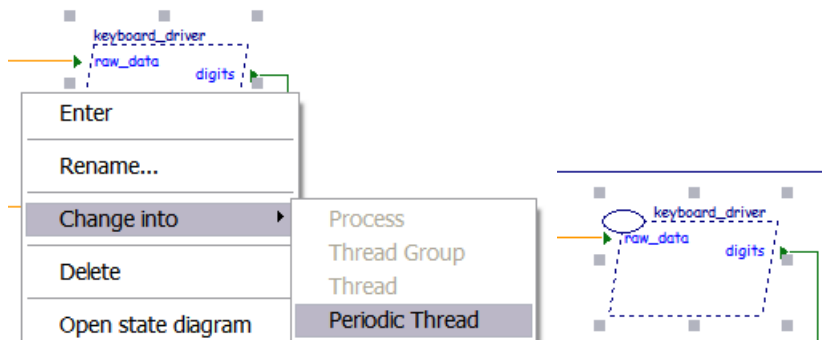 keyboard_driver
raw_data
digits
Enter
Rename...
Change into
Delete
Open state diagram
Process
Thread Group
Thread
Periodic Thread
keyboard_driver
raw_data
digits